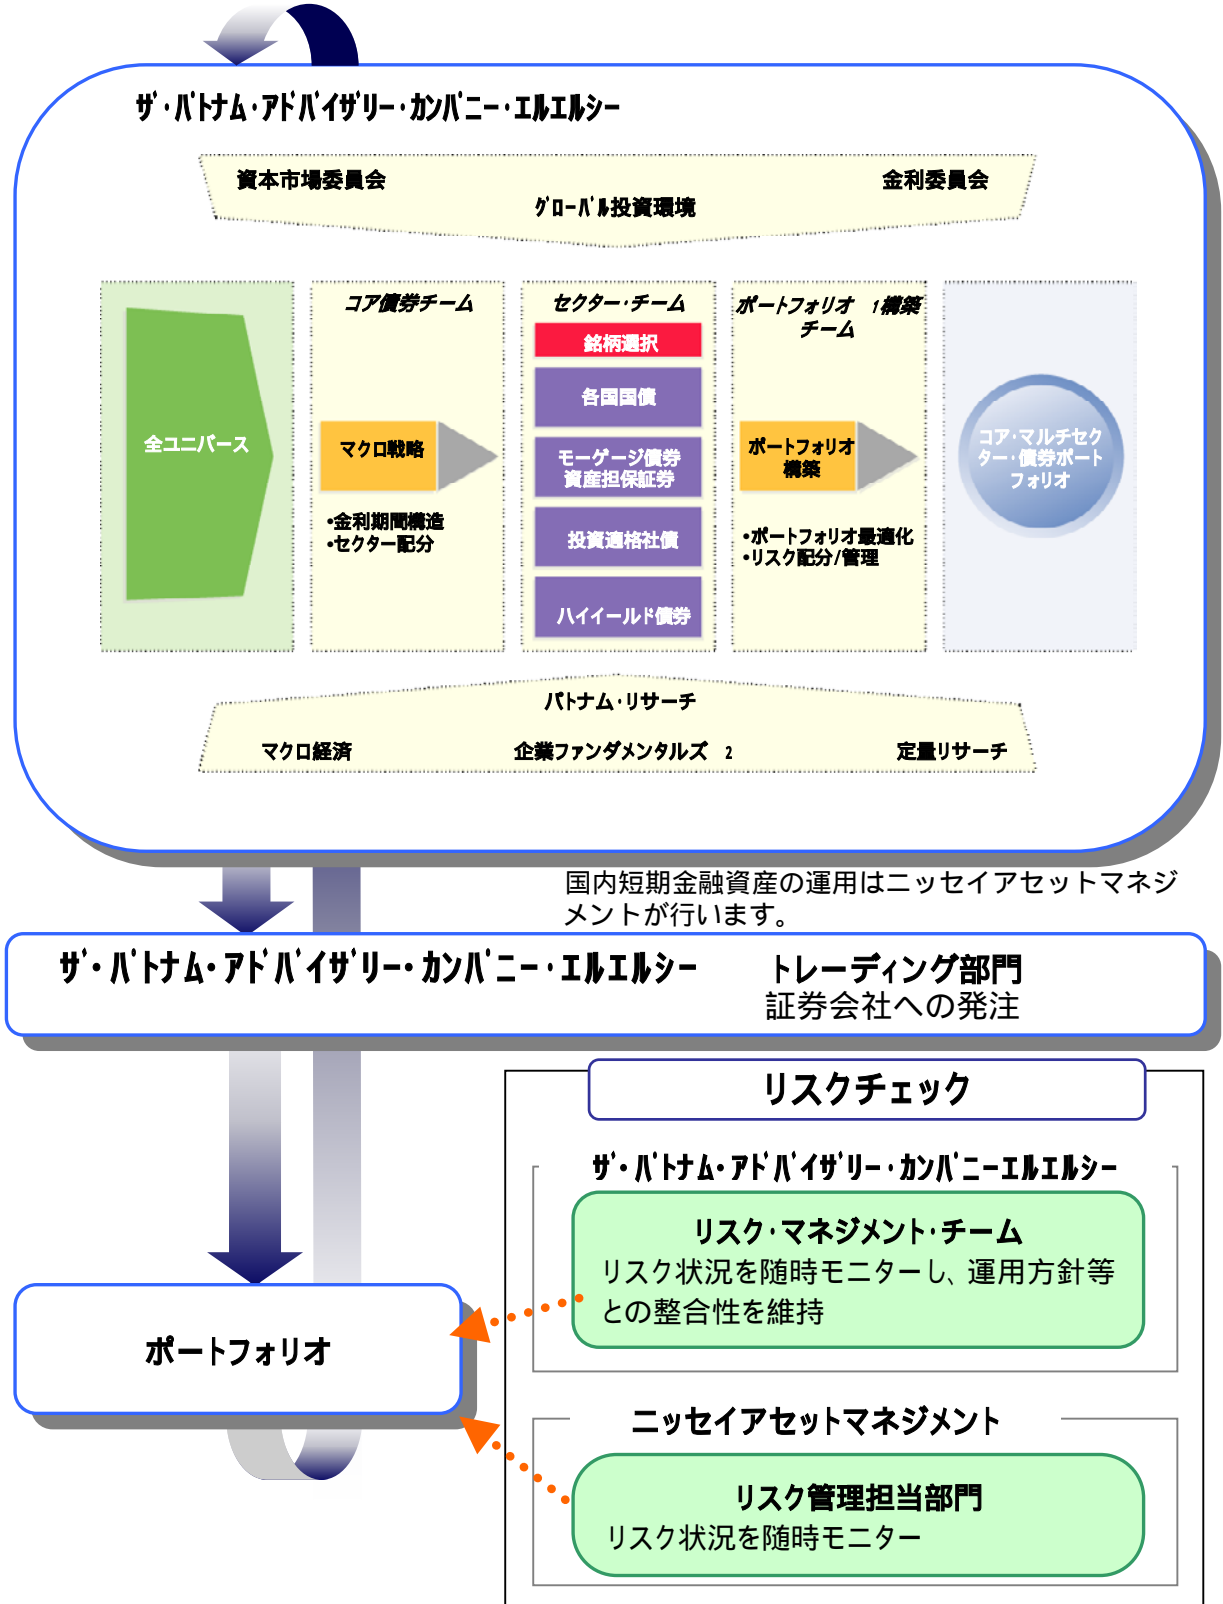 ｻﾞ･ﾊﾟﾄﾅﾑ･ｱﾄﾞﾊﾞｲｻﾞﾘｰ･ｶﾝﾊﾟﾆｰ･ｴﾙｴﾙｼｰ
資本市場委員会
金利委員会
ｸﾞﾛｰﾊﾞﾙ投資環境
全ユニバース
コア債券チーム
マクロ戦略
•金利期間構造
•セクター配分
セクター・チーム
銘柄選択
各国国債
モーゲージ債券
資産担保証券
投資適格社債
ハイイールド債券
ポートフォリオ 1構築
チーム
ポートフォリオ
構築
•ポートフォリオ最適化
•リスク配分/管理
コア・マルチセク
ター・債券ポート
フォリオ
パトナム・リサーチ
マクロ経済
企業ファンダメンタルズ 2
定量リサーチ
国内短期金融資産の運用はニッセイアセットマネジ
メントが行います。
ｻﾞ･ﾊﾟﾄﾅﾑ･ｱﾄﾞﾊﾞｲｻﾞﾘｰ･ｶﾝﾊﾟﾆｰ･ｴﾙｴﾙｼｰ トレーディング部門
証券会社への発注
リスクチェック
ｻﾞ･ﾊﾟﾄﾅﾑ･ｱﾄﾞﾊﾞｲｻﾞﾘｰ･ｶﾝﾊﾟﾆｰｴﾙｴﾙｼｰ
リスク・マネジメント・チーム
リスク状況を随時モニターし、運用方針等
との整合性を維持
ポートフォリオ
ニッセイアセットマネジメント
リスク管理担当部門
リスク状況を随時モニター